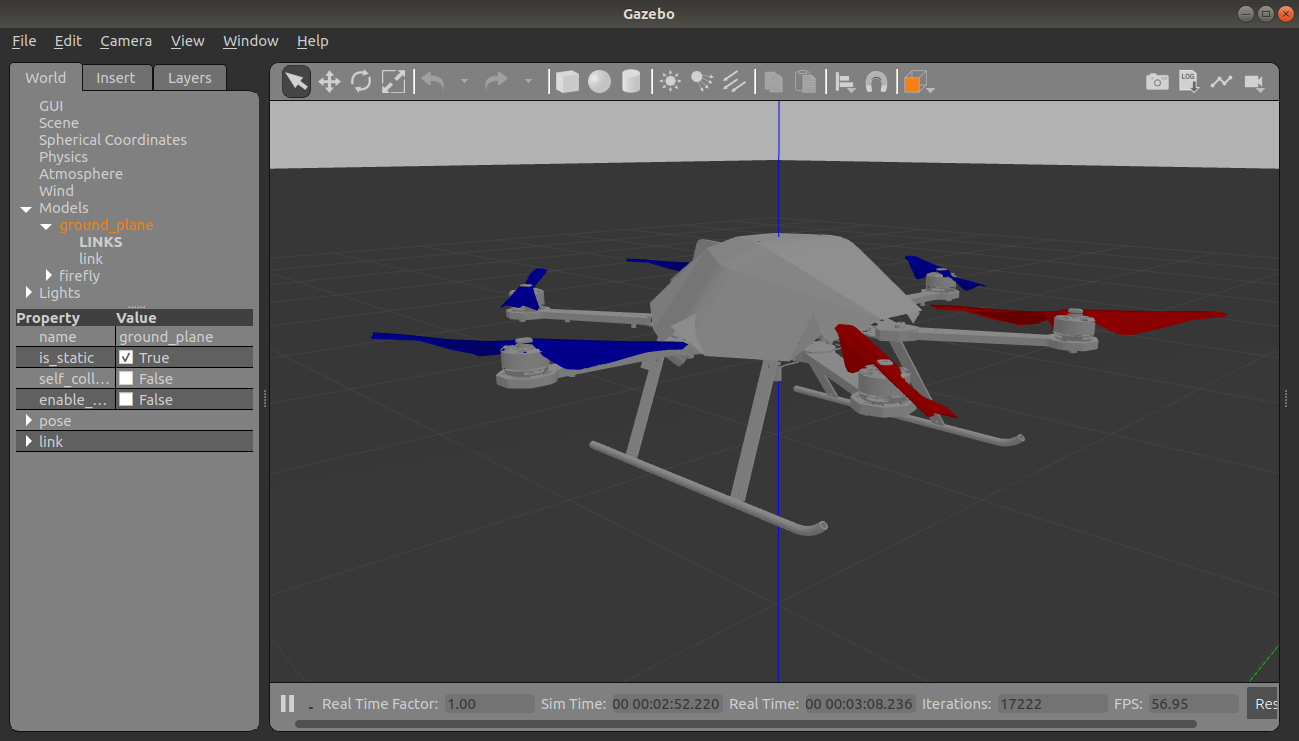 Gazebo
File Edit Camera View Window Help
World Insert Layers
LOG
GUI
Scene
Spherical Coordinates
Physics
Atmosphere
Wind
Models
ground_plane
LINKS
link
firefly
Lights
Property Value
name ground_plane
is_static True
self_coll... False
enable_... False
pose
link
Real Time Factor: 1.00 Sim Time: 00 00:02:52.220 Real Time: 00 00:03:08.236 Iterations: 17222 FPS: 56.95 Res